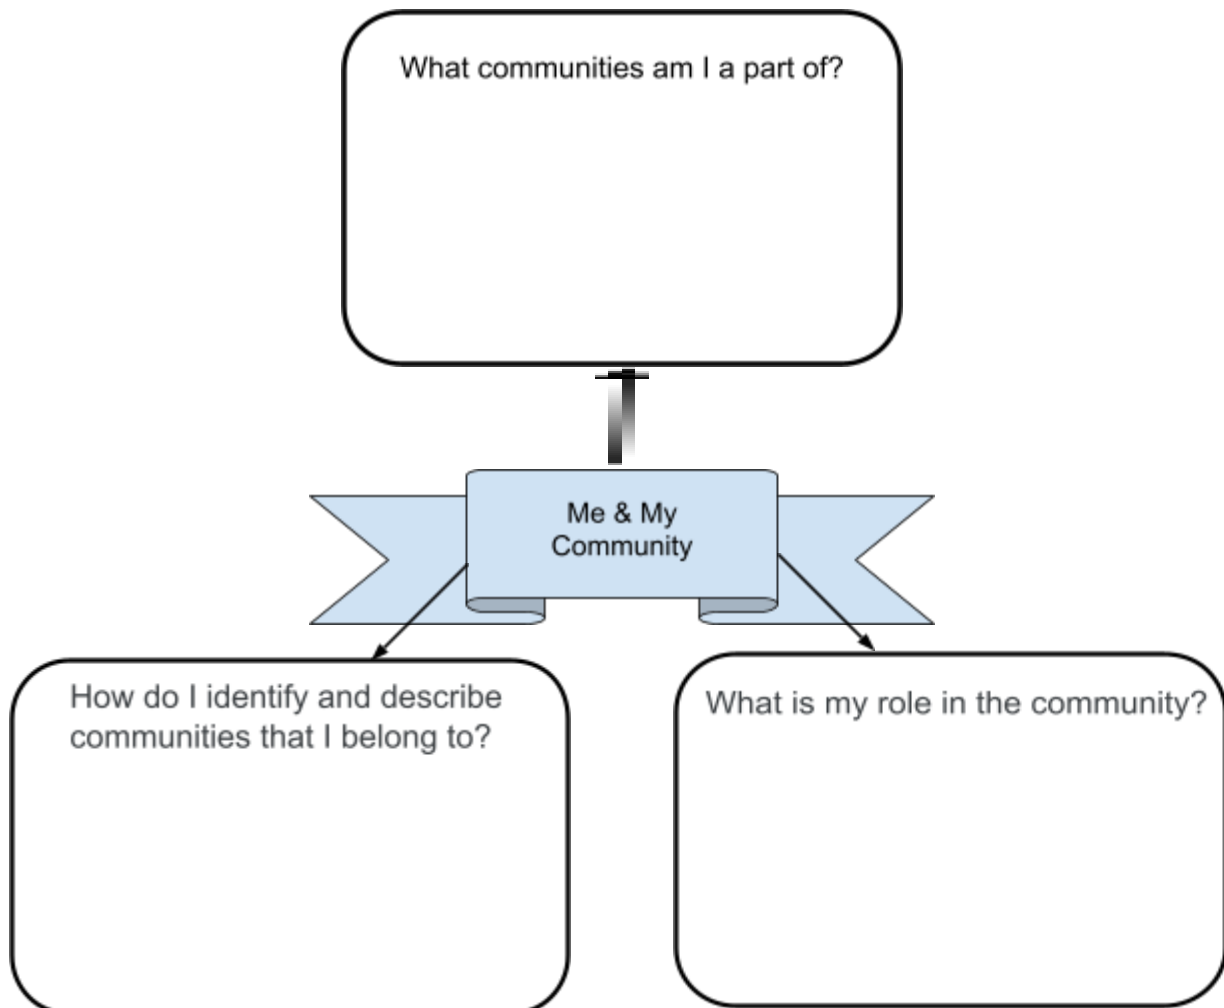 What communities am I a part of?
Me & My
Community
How do I identify and describe
communities that I belong to?
What is my role in the community?